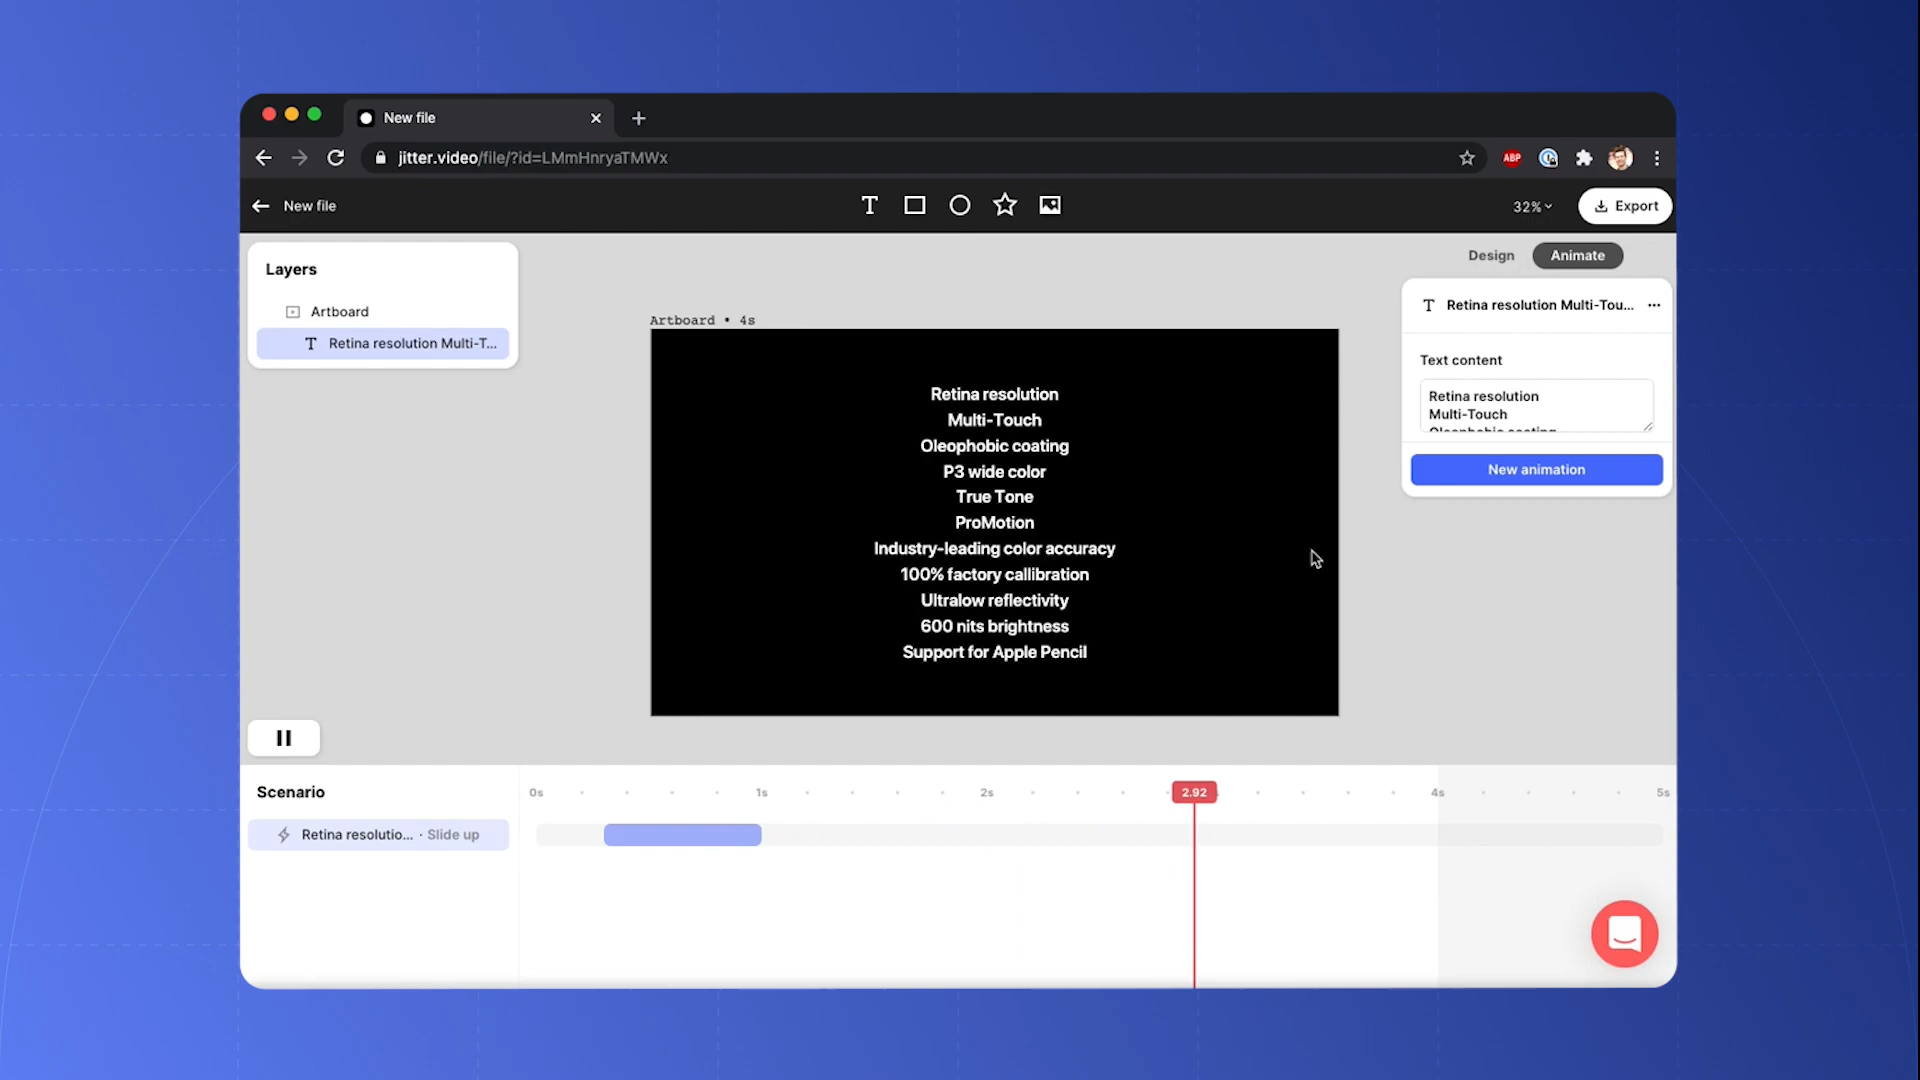 New file
jitter.video/file/?id=LMmHnryaTMWx
ABP
New file
32%
Export
Layers
Artboard
Retina resolution Multi-T...
Design
Animate
Retina resolution Multi-Tou...
Text content
Retina resolution
Multi-Touch
Oleophobic coating
New animation
Artboard • 4s
Retina resolution
Multi-Touch
Oleophobic coating
P3 wide color
True Tone
ProMotion
Industry-leading color accuracy
100% factory callibration
Ultralow reflectivity
600 nits brightness
Support for Apple Pencil
Scenario
0s 1s 2s 2.92 4s 5s
Retina resolutio... · Slide up